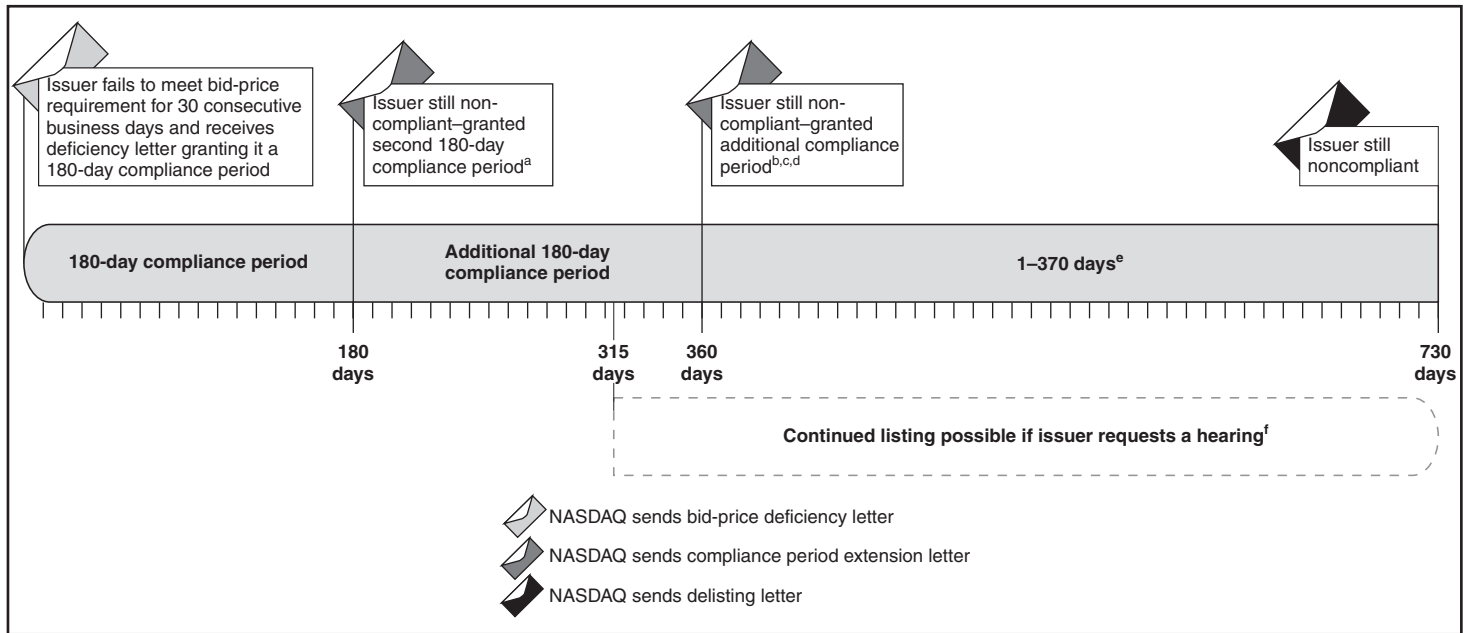 Issuer fails to meet bid-price
requirement for 30 consecutive
business days and receives
deficiency letter granting it a
180-day compliance period
Issuer still non-
compliant–granted
second 180-day
compliance periodᵃ
Issuer still non-
compliant–granted
additional compliance
periodᵇ,ᶜ,ᵈ
Issuer still
noncompliant
180-day compliance period
Additional 180-day
compliance period
1–370 daysᵉ
180
days
315
days
360
days
730
days
Continued listing possible if issuer requests a hearingᶠ
NASDAQ sends bid-price deficiency letter
NASDAQ sends compliance period extension letter
NASDAQ sends delisting letter